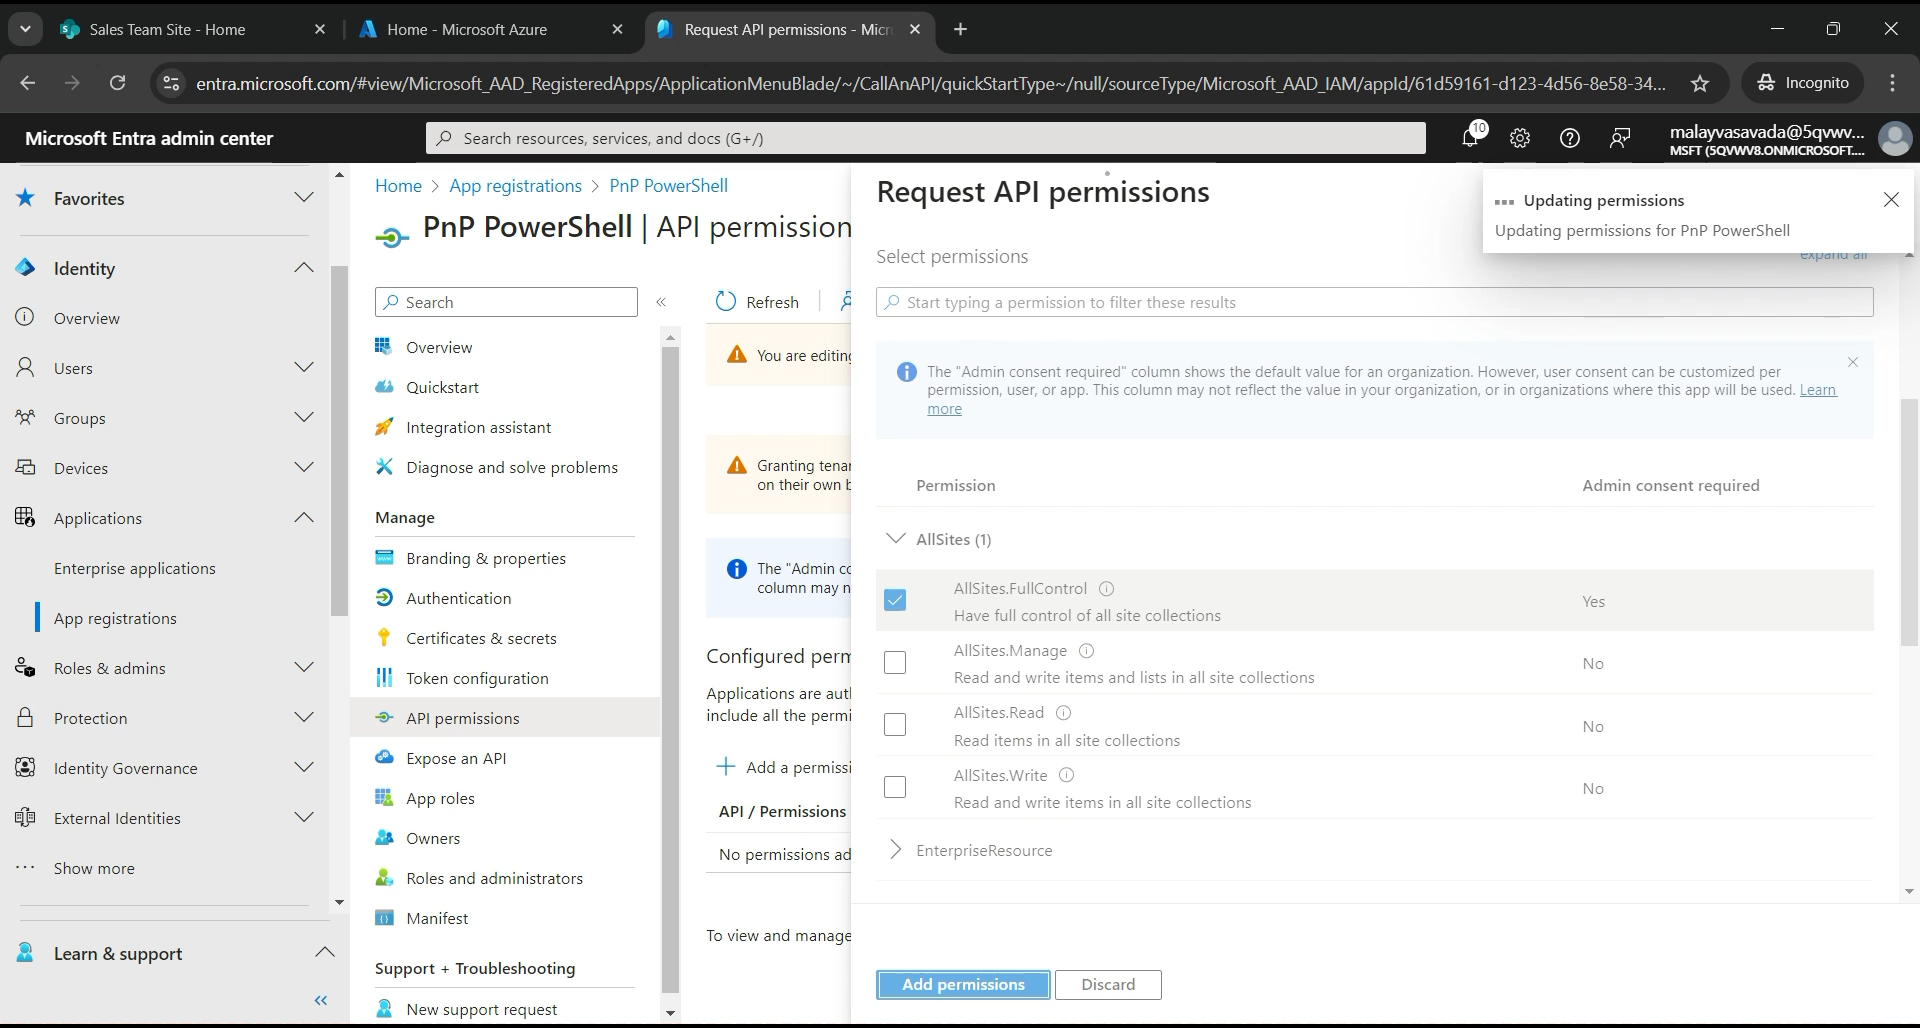 Sales Team Site - Home
Home - Microsoft Azure
Request API permissions - Micr
entra.microsoft.com/#view/Microsoft_AAD_RegisteredApps/ApplicationMenuBlade/~/CallAnAPI/quickStartType~/null/sourceType/Microsoft_AAD_IAM/appId/61d59161-d123-4d56-8e58-34...
Incognito
Microsoft Entra admin center
Search resources, services, and docs (G+/)
10
malayvasavada@5qvwv...
MSFT (5QVWV8.ONMICROSOFT....
Favorites
Identity
Overview
Users
Groups
Devices
Applications
Enterprise applications
App registrations
Roles & admins
Protection
Identity Governance
External Identities
Show more
Learn & support
Home > App registrations > PnP PowerShell
PnP PowerShell | API permission
Search
Overview
Quickstart
Integration assistant
Diagnose and solve problems
Manage
Branding & properties
Authentication
Certificates & secrets
Token configuration
API permissions
Expose an API
App roles
Owners
Roles and administrators
Manifest
Support + Troubleshooting
New support request
Refresh
You are editing
Granting tenan
on their own b
The "Admin co
column may n
Configured perm
Applications are auth
include all the permi
Add a permissi
API / Permissions
No permissions ad
To view and manage
Request API permissions
Updating permissions
Updating permissions for PnP PowerShell
Select permissions
expand all
Start typing a permission to filter these results
The "Admin consent required" column shows the default value for an organization. However, user consent can be customized per
permission, user, or app. This column may not reflect the value in your organization, or in organizations where this app will be used. Learn
more
Permission
Admin consent required
AllSites (1)
AllSites.FullControl
Have full control of all site collections
Yes
AllSites.Manage
Read and write items and lists in all site collections
No
AllSites.Read
Read items in all site collections
No
AllSites.Write
Read and write items in all site collections
No
EnterpriseResource
Add permissions
Discard